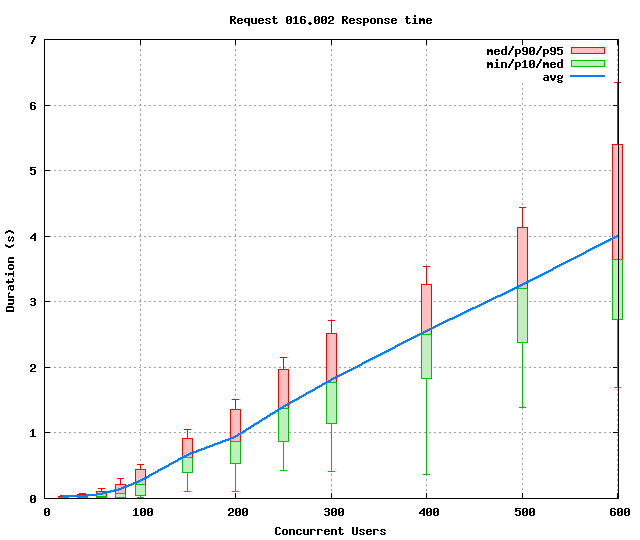 Request 016.002 Response time
7
med/p90/p95
min/p10/med
avg
6
5
4
Duration (s)
3
2
1
0
0 100 200 300 400 500 600
Concurrent Users